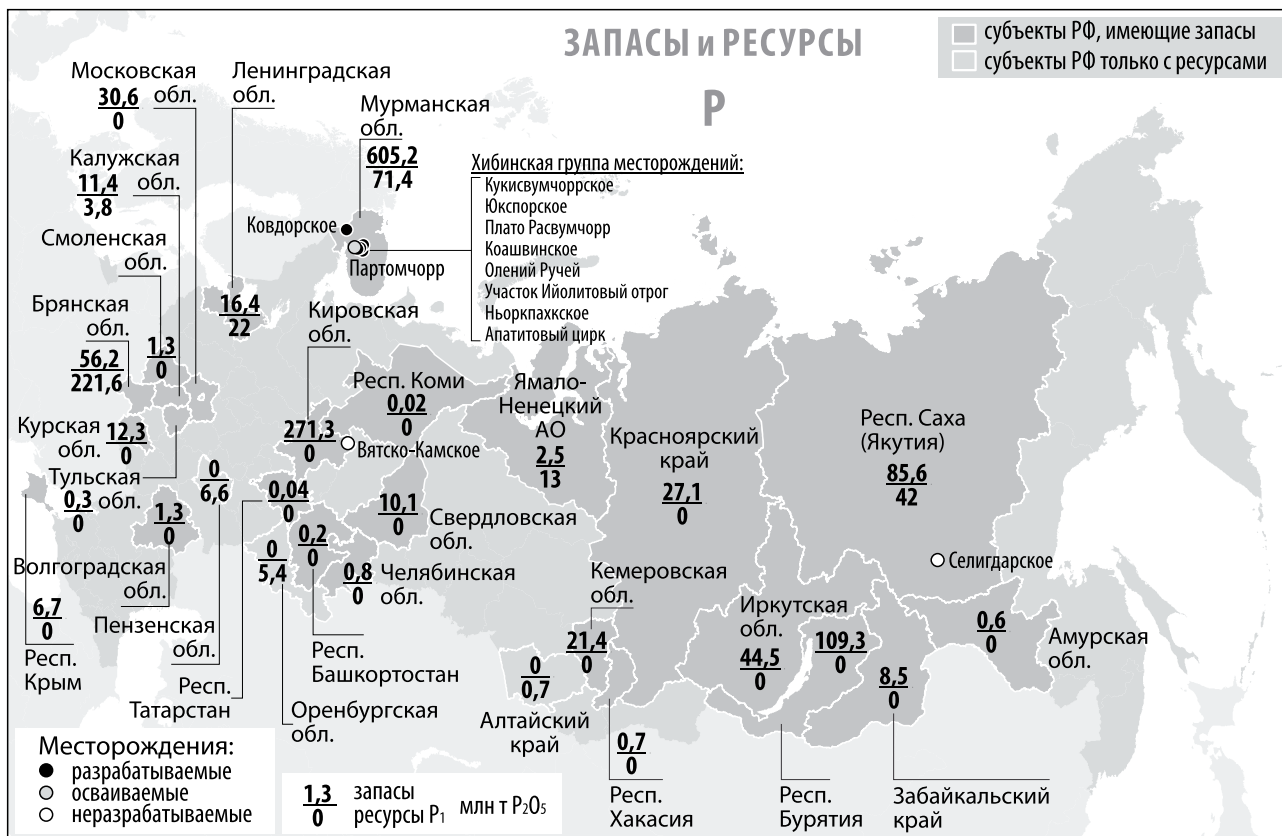 ЗАПАСЫ и РЕСУРСЫ
P
субъекты РФ, имеющие запасы
субъекты РФ только с ресурсами
Московская
обл.
30,6
0
Ленинградская
обл.
16,4
22
Мурманская
обл.
605,2
71,4
Калужская
обл.
11,4
3,8
Хибинская группа месторождений:
Кукисвумчоррское
Юкспорское
Плато Расвумчорр
Коашвинское
Олений Ручей
Участок Ийолитовый отрог
Ньоркпахкское
Апатитовый цирк
Ковдорское
Партомчорр
Смоленская
обл.
1,3
0
Брянская
обл.
56,2
221,6
Кировская
обл.
271,3
0
Вятско-Камское
Респ. Коми
0,02
0
Ямало-
Ненецкий
АО
2,5
13
Красноярский
край
27,1
0
Респ. Саха
(Якутия)
85,6
42
Селигдарское
Курская
обл.
12,3
0
Тульская
обл.
0,3
0
0
6,6
Пензенская
обл.
1,3
0
Волгоградская
обл.
6,7
0
Респ.
Крым
0,04
0
Респ.
Татарстан
10,1
0
Свердловская
обл.
0,2
0
Респ.
Башкортостан
0
5,4
Оренбургская
обл.
0,8
0
Челябинская
обл.
Кемеровская
обл.
21,4
0
0
0,7
Алтайский
край
0,7
0
Респ.
Хакасия
Иркутская
обл.
44,5
0
109,3
0
Респ.
Бурятия
8,5
0
Забайкальский
край
0,6
0
Амурская
обл.
Месторождения:
разрабатываемые
осваиваемые
неразрабатываемые
1,3
0
запасы
ресурсы P₁
млн т P₂O₅